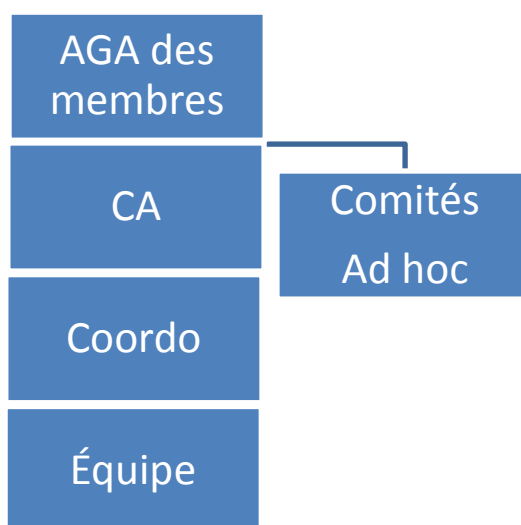 AGA des
membres
CA
Comités
Ad hoc
Coordo
Équipe